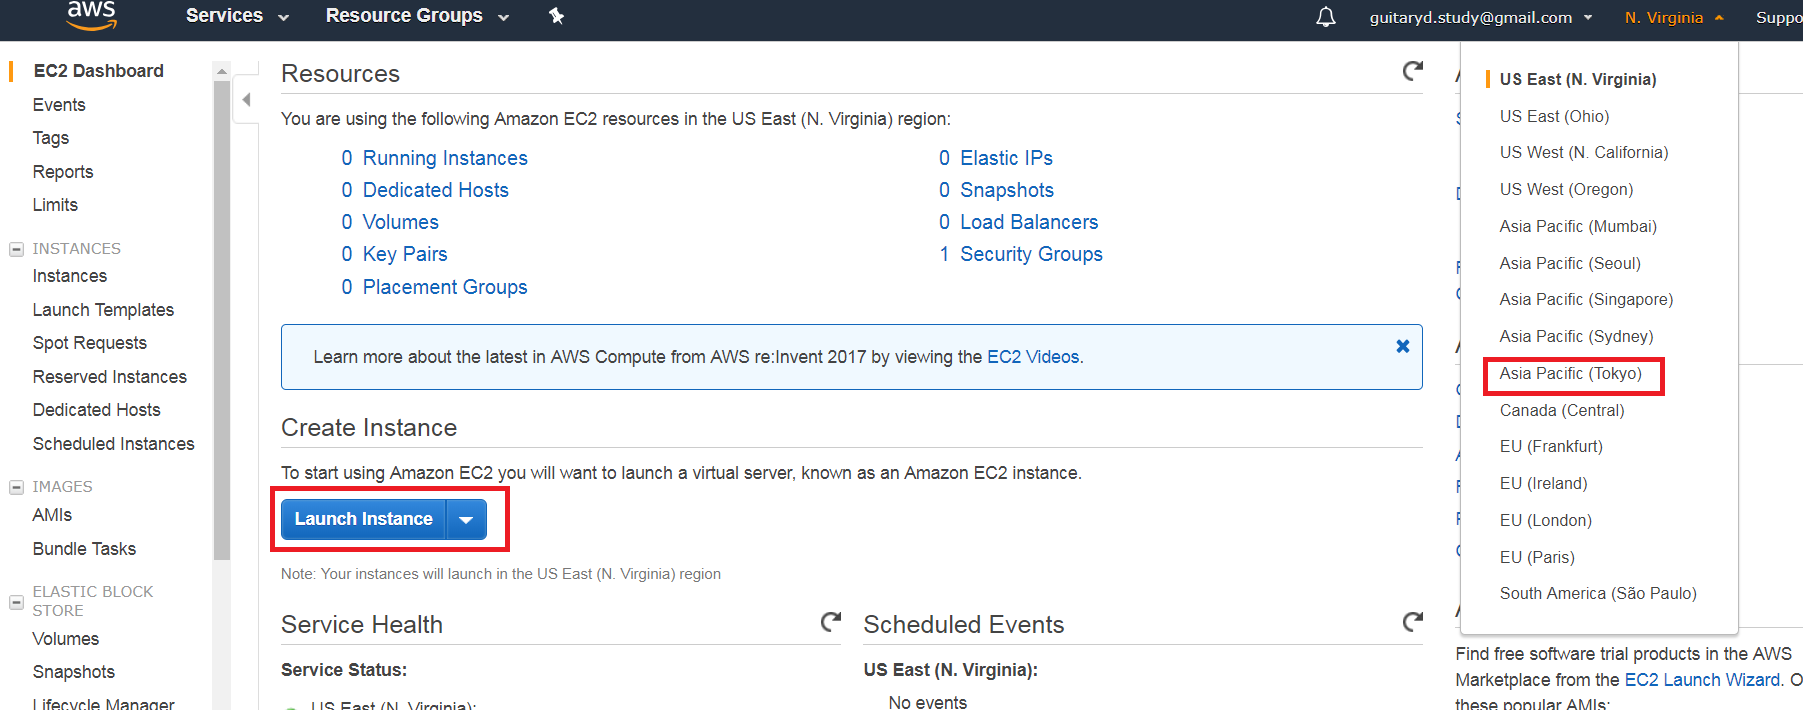 aws
Services
Resource Groups
guitaryd.study@gmail.com
N. Virginia
Suppo
EC2 Dashboard
Events
Tags
Reports
Limits
INSTANCES
Instances
Launch Templates
Spot Requests
Reserved Instances
Dedicated Hosts
Scheduled Instances
IMAGES
AMIs
Bundle Tasks
ELASTIC BLOCK
STORE
Volumes
Snapshots
Lifecycle Manager
Resources
You are using the following Amazon EC2 resources in the US East (N. Virginia) region:
0 Running Instances
0 Dedicated Hosts
0 Volumes
0 Key Pairs
0 Placement Groups
0 Elastic IPs
0 Snapshots
0 Load Balancers
1 Security Groups
Learn more about the latest in AWS Compute from AWS re:Invent 2017 by viewing the EC2 Videos.
Create Instance
To start using Amazon EC2 you will want to launch a virtual server, known as an Amazon EC2 instance.
Launch Instance
Note: Your instances will launch in the US East (N. Virginia) region
Service Health
Service Status:
US East (N. Virginia):
Scheduled Events
US East (N. Virginia):
No events
US East (N. Virginia)
US East (Ohio)
US West (N. California)
US West (Oregon)
Asia Pacific (Mumbai)
Asia Pacific (Seoul)
Asia Pacific (Singapore)
Asia Pacific (Sydney)
Asia Pacific (Tokyo)
Canada (Central)
EU (Frankfurt)
EU (Ireland)
EU (London)
EU (Paris)
South America (São Paulo)
Find free software trial products in the AWS
Marketplace from the EC2 Launch Wizard. O
these popular AMIs: